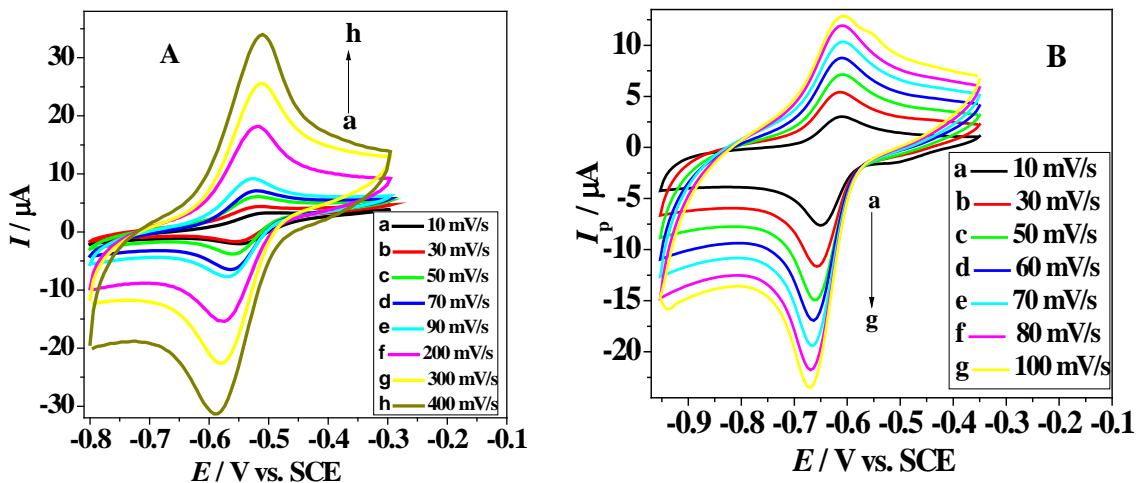 A
h
a
30
20
10
0
-10
-20
-30
I / µA
a 10 mV/s
b 30 mV/s
c 50 mV/s
d 70 mV/s
e 90 mV/s
f 200 mV/s
g 300 mV/s
h 400 mV/s
-0.8 -0.7 -0.6 -0.5 -0.4 -0.3 -0.2 -0.1
E / V vs. SCE
B
10
5
0
-5
-10
-15
-20
Ip / µA
a
g
a 10 mV/s
b 30 mV/s
c 50 mV/s
d 60 mV/s
e 70 mV/s
f 80 mV/s
g 100 mV/s
-0.9 -0.8 -0.7 -0.6 -0.5 -0.4 -0.3 -0.2 -0.1
E / V vs. SCE